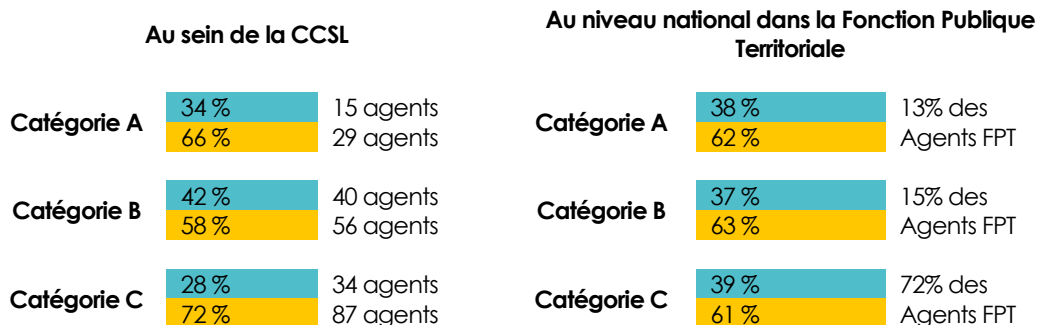 Au sein de la CCSL
Au niveau national dans la Fonction Publique
Territoriale
Catégorie A
34 %
15 agents
66 %
29 agents
Catégorie A
38 %
13% des
62 %
Agents FPT
Catégorie B
42 %
40 agents
58 %
56 agents
Catégorie B
37 %
15% des
63 %
Agents FPT
Catégorie C
28 %
34 agents
72 %
87 agents
Catégorie C
39 %
72% des
61 %
Agents FPT